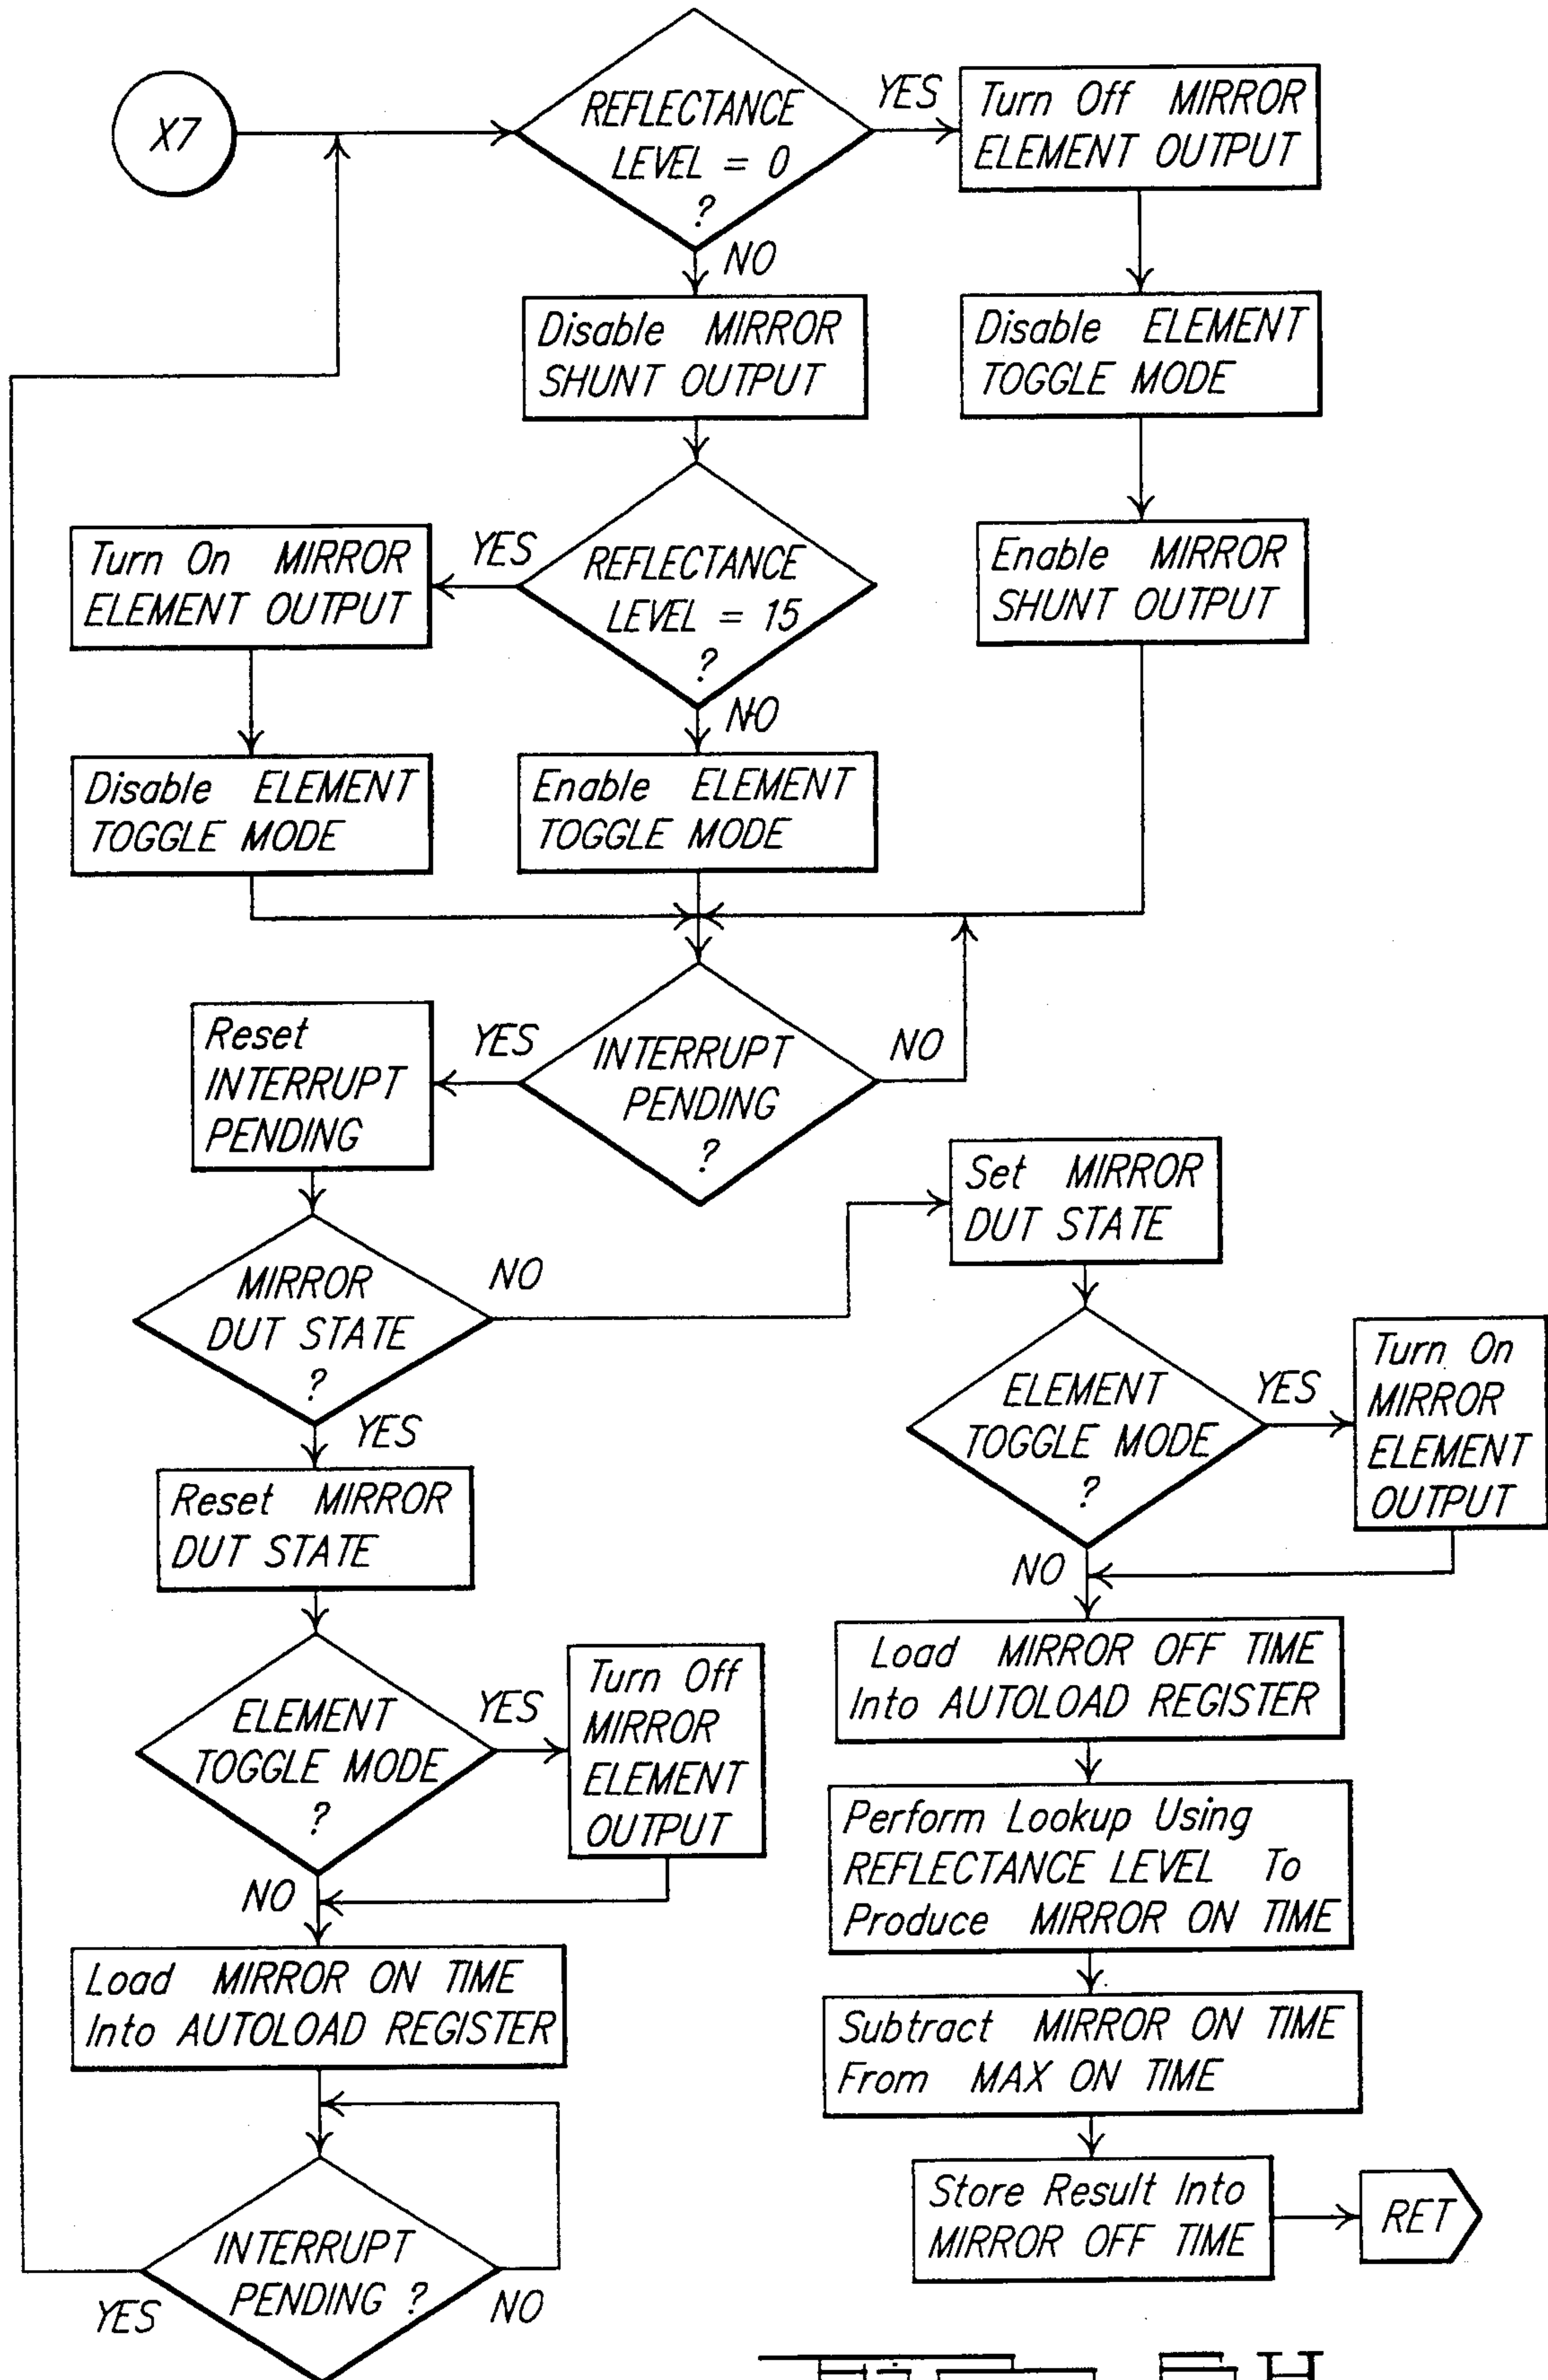 X7
REFLECTANCE
LEVEL = 0
?
YES
Turn Off MIRROR
ELEMENT OUTPUT
NO
Disable MIRROR
SHUNT OUTPUT
Disable ELEMENT
TOGGLE MODE
Turn On MIRROR
ELEMENT OUTPUT
YES
REFLECTANCE
LEVEL = 15
?
Enable MIRROR
SHUNT OUTPUT
NO
Disable ELEMENT
TOGGLE MODE
Enable ELEMENT
TOGGLE MODE
Reset
INTERRUPT
PENDING
YES
INTERRUPT
PENDING
?
NO
Set MIRROR
DUT STATE
MIRROR
DUT STATE
?
NO
YES
ELEMENT
TOGGLE MODE
?
YES
Turn On
MIRROR
ELEMENT
OUTPUT
NO
Reset MIRROR
DUT STATE
ELEMENT
TOGGLE MODE
?
YES
Turn Off
MIRROR
ELEMENT
OUTPUT
NO
Load MIRROR OFF TIME
Into AUTOLOAD REGISTER
Perform Lookup Using
REFLECTANCE LEVEL To
Produce MIRROR ON TIME
Load MIRROR ON TIME
Into AUTOLOAD REGISTER
Subtract MIRROR ON TIME
From MAX ON TIME
Store Result Into
MIRROR OFF TIME
RET
INTERRUPT
PENDING ?
YES
NO